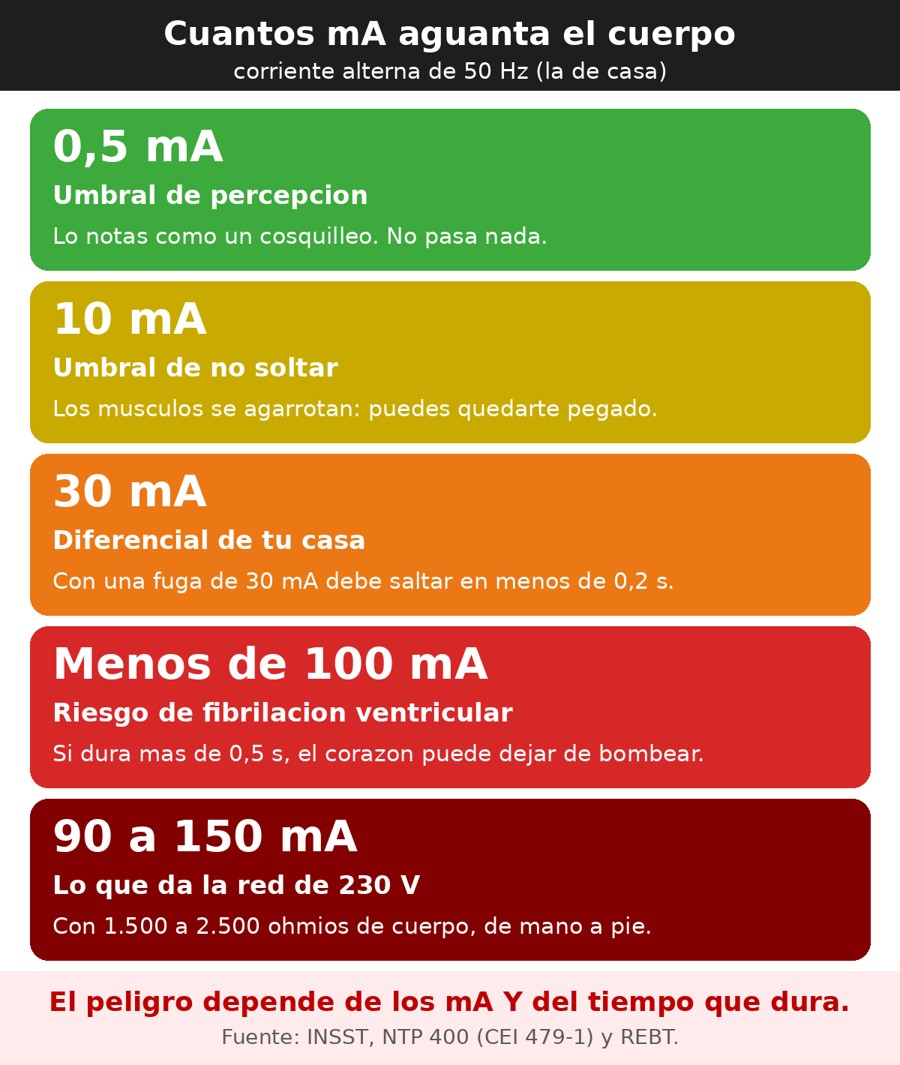 Cuantos mA aguanta el cuerpo
corriente alterna de 50 Hz (la de casa)
0,5 mA
Umbral de percepcion
Lo notas como un cosquilleo. No pasa nada.
10 mA
Umbral de no soltar
Los musculos se agarrotan: puedes quedarte pegado.
30 mA
Diferencial de tu casa
Con una fuga de 30 mA debe saltar en menos de 0,2 s.
Menos de 100 mA
Riesgo de fibrilacion ventricular
Si dura mas de 0,5 s, el corazon puede dejar de bombear.
90 a 150 mA
Lo que da la red de 230 V
Con 1.500 a 2.500 ohmios de cuerpo, de mano a pie.
El peligro depende de los mA Y del tiempo que dura.
Fuente: INSST, NTP 400 (CEI 479-1) y REBT.